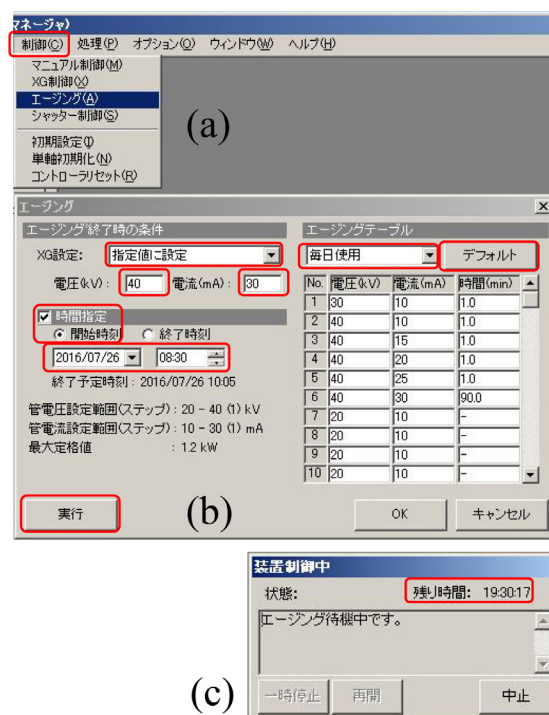 マネージャ)
制御(C) 処理(P) オプション(O) ウィンドウ(W) ヘルプ(H)
マニュアル制御(M)
XG制御(X)
エージング(A)
シャッター制御(S)
初期設定(I)
単軸初期化(N)
コントローラリセット(R)
(a)
エージング
エージング終了時の条件
XG設定: 指定値に設定
電圧(kV): 40 電流(mA): 30
時間指定
開始時刻 終了時刻
2016/07/26 08:30
終了予定時刻: 2016/07/26 10:05
管電圧設定範囲(ステップ): 20 - 40 (1) kV
管電流設定範囲(ステップ): 10 - 30 (1) mA
最大定格値 : 1.2 kW
エージングテーブル
毎日使用 デフォルト
No. 電圧(kV) 電流(mA) 時間(min)
1 30 10 1.0
2 40 10 1.0
3 40 15 1.0
4 40 20 1.0
5 40 25 1.0
6 40 30 90.0
7 20 10 -
8 20 10 -
9 20 10 -
10 20 10 -
実行 (b) OK キャンセル
装置制御中
状態: 残り時間: 19:30:17
エージング待機中です。
(c) 一時停止 再開 中止